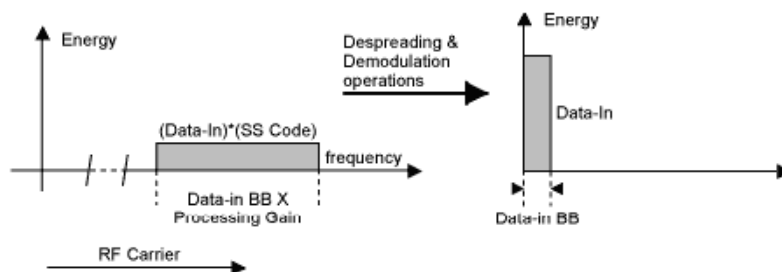 Energy
(Data-In)*(SS Code)
frequency
Data-in BB X
Processing Gain
RF Carrier
Despreading &
Demodulation
operations
Energy
Data-In
Data-in BB